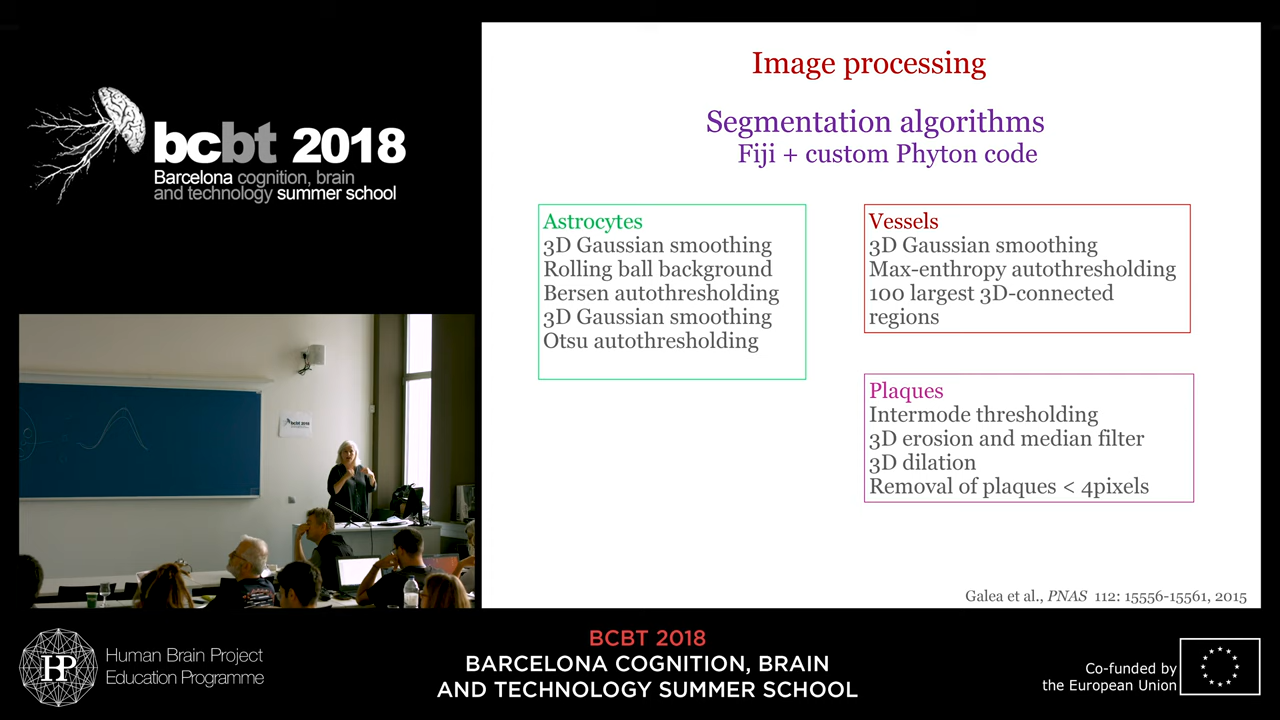 bcbt 2018
Barcelona cognition, brain
and technology summer school
Image processing
Segmentation algorithms
Fiji + custom Phyton code
Astrocytes
3D Gaussian smoothing
Rolling ball background
Bersen autothresholding
3D Gaussian smoothing
Otsu autothresholding
Vessels
3D Gaussian smoothing
Max-enthropy autothresholding
100 largest 3D-connected
regions
Plaques
Intermode thresholding
3D erosion and median filter
3D dilation
Removal of plaques < 4pixels
Galea et al., PNAS 112: 15556-15561, 2015
bcbt 2018
HP
Human Brain Project
Education Programme
BCBT 2018
BARCELONA COGNITION, BRAIN
AND TECHNOLOGY SUMMER SCHOOL
Co-funded by
the European Union